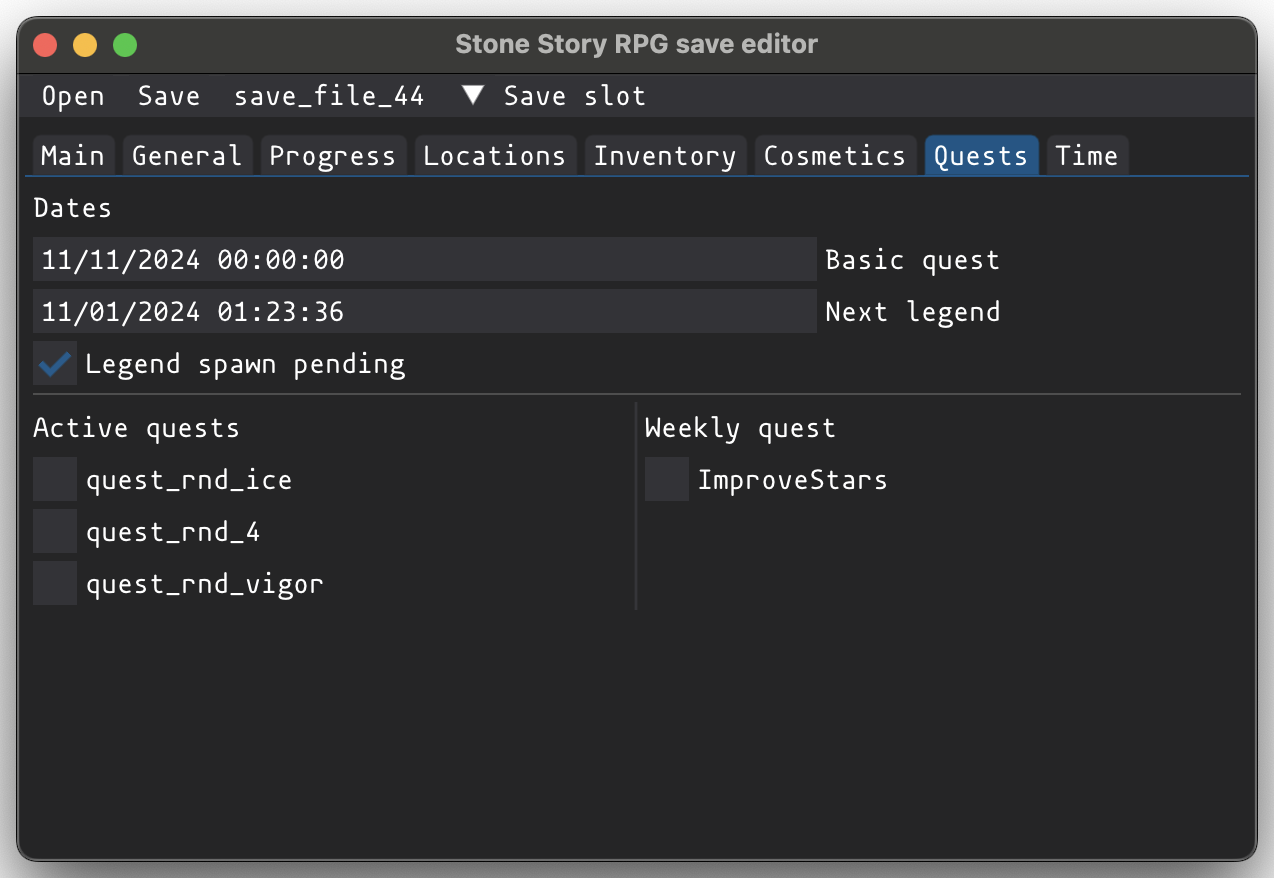 Stone Story RPG save editor
Open Save save_file_44 Save slot
Main General Progress Locations Inventory Cosmetics Quests Time
Dates
11/11/2024 00:00:00 Basic quest
11/01/2024 01:23:36 Next legend
Legend spawn pending
Active quests
quest_rnd_ice
quest_rnd_4
quest_rnd_vigor
Weekly quest
ImproveStars